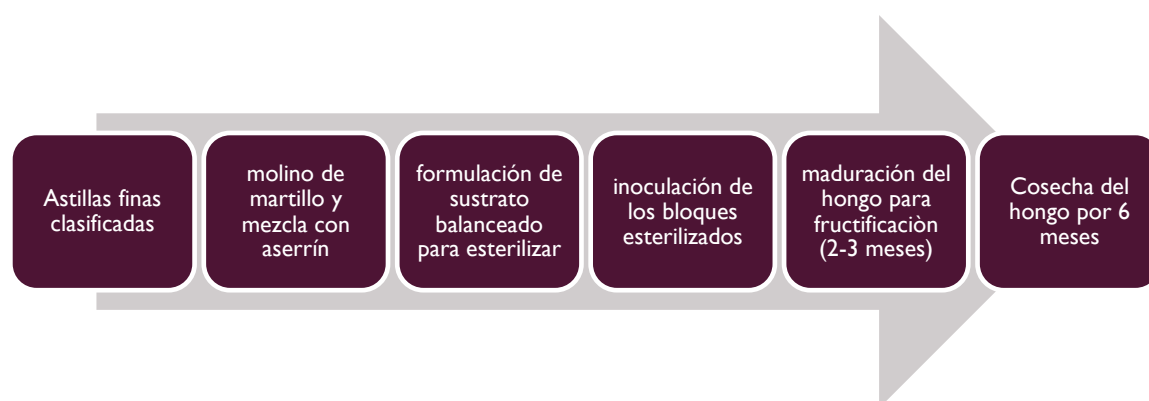 Astillas finas
clasificadas
molino de
martillo y
mezcla con
aserrín
formulación de
sustrato
balanceado
para esterilizar
inoculación de
los bloques
esterilizados
maduración del
hongo para
fructificaciòn
(2-3 meses)
Cosecha del
hongo por 6
meses